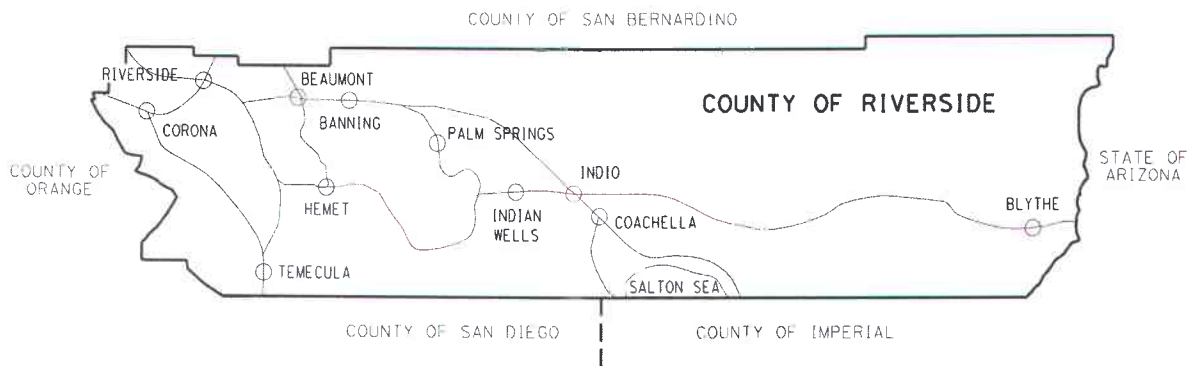 COUNTY OF SAN BERNARDINO
RIVERSIDE
BEAUMONT
COUNTY OF RIVERSIDE
CORONA
BANNING
PALM SPRINGS
COUNTY OF
ORANGE
STATE OF
ARIZONA
INDIO
HEMET
INDIAN
WELLS
COACHELLA
BLYTHE
TEMECULA
SALTON SEA
COUNTY OF SAN DIEGO
COUNTY OF IMPERIAL